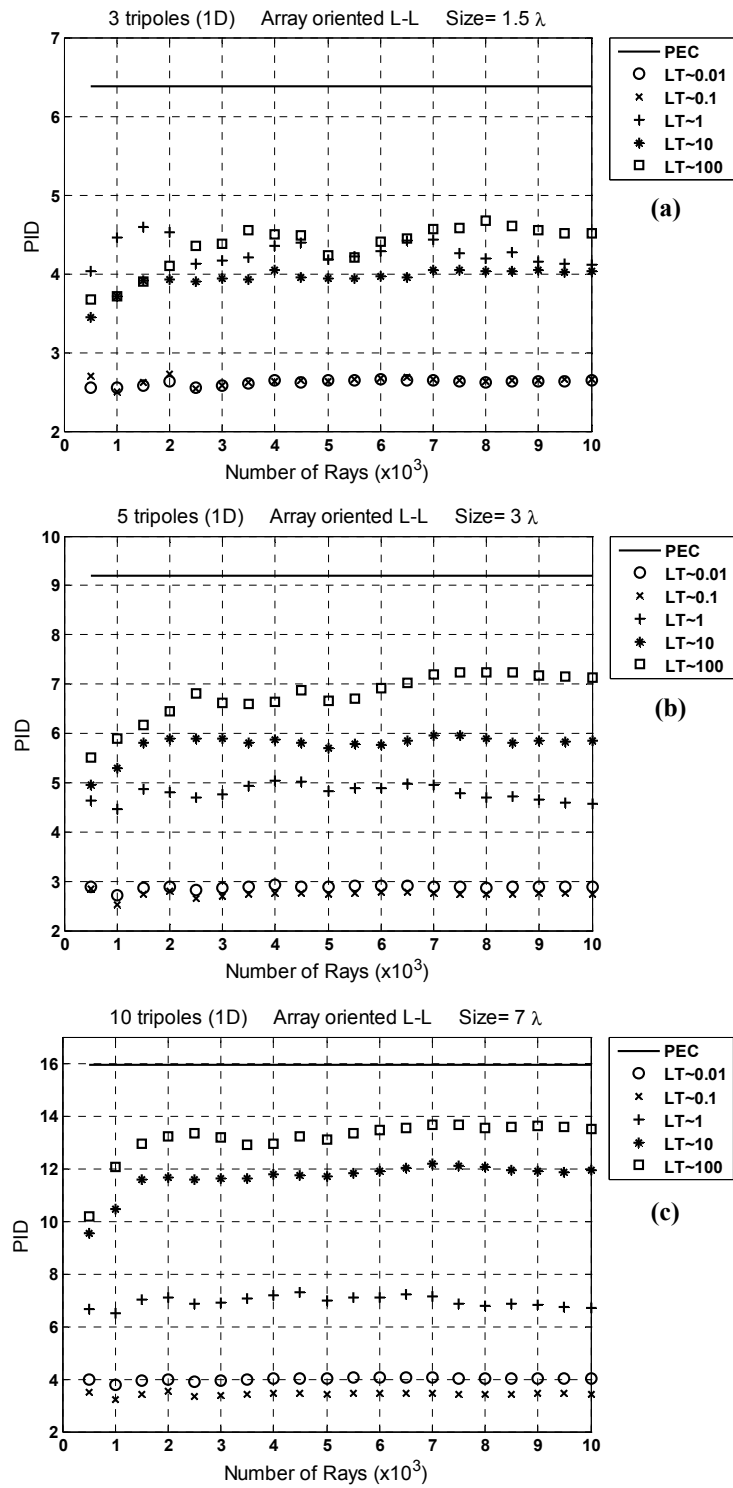 3 tripoles (1D) Array oriented L-L Size= 1.5 λ
7
6
5
4
3
2
PID
0 1 2 3 4 5 6 7 8 9 10
Number of Rays (x10³)
PEC
LT~0.01
LT~0.1
LT~1
LT~10
LT~100
(a)
5 tripoles (1D) Array oriented L-L Size= 3 λ
10
9
8
7
6
5
4
3
2
PID
0 1 2 3 4 5 6 7 8 9 10
Number of Rays (x10³)
PEC
LT~0.01
LT~0.1
LT~1
LT~10
LT~100
(b)
10 tripoles (1D) Array oriented L-L Size= 7 λ
16
14
12
10
8
6
4
2
PID
0 1 2 3 4 5 6 7 8 9 10
Number of Rays (x10³)
PEC
LT~0.01
LT~0.1
LT~1
LT~10
LT~100
(c)